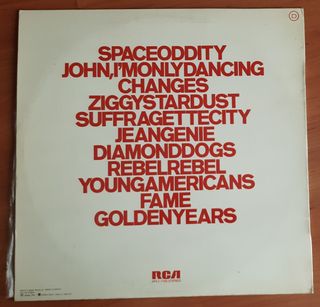 SPACEODDITY
JOHN,I'MONLYDANCING
CHANGES
ZIGGYSTARDUST
SUFFRAGETTECITY
JEANGENIE
DIAMONDDOGS
REBELREBEL
YOUNGAMERICANS
FAME
GOLDENYEARS
RCA